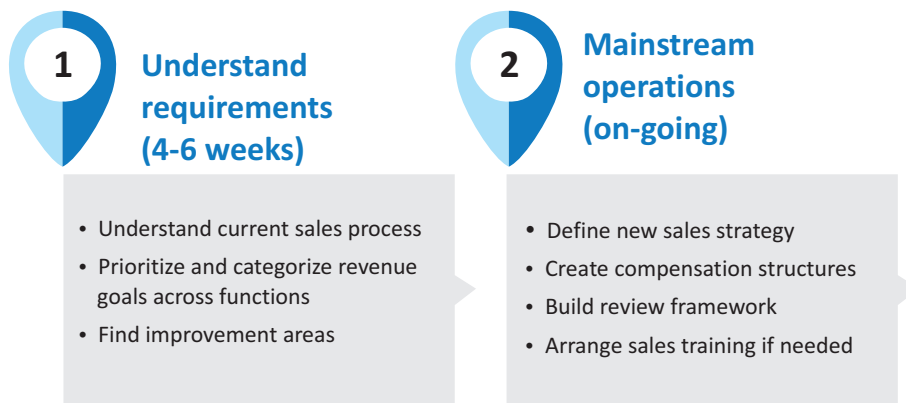 1
Understand
requirements
(4-6 weeks)
• Understand current sales process
• Prioritize and categorize revenue
goals across functions
• Find improvement areas
2
Mainstream
operations
(on-going)
• Define new sales strategy
• Create compensation structures
• Build review framework
• Arrange sales training if needed